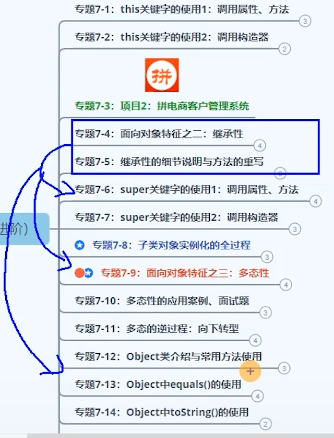 专题7-1：this关键字的使用1：调用属性、方法
3
专题7-2：this关键字的使用2：调用构造器
3
拼
专题7-3：项目2：拼电商客户管理系统
专题7-4：面向对象特征之二：继承性
4
专题7-5：继承性的细节说明与方法的重写
专题7-6：super关键字的使用1：调用属性、方法
4
专题7-7：super关键字的使用2：调用构造器
3
进阶)
专题7-8：子类对象实例化的全过程
3
专题7-9：面向对象特征之三：多态性
4
专题7-10：多态性的应用案例、面试题
3
专题7-11：多态的逆过程：向下转型
4
专题7-12：Object类介绍与常用方法使用
3
专题7-13：Object中equals()的使用
4
专题7-14：Object中toString()的使用
2